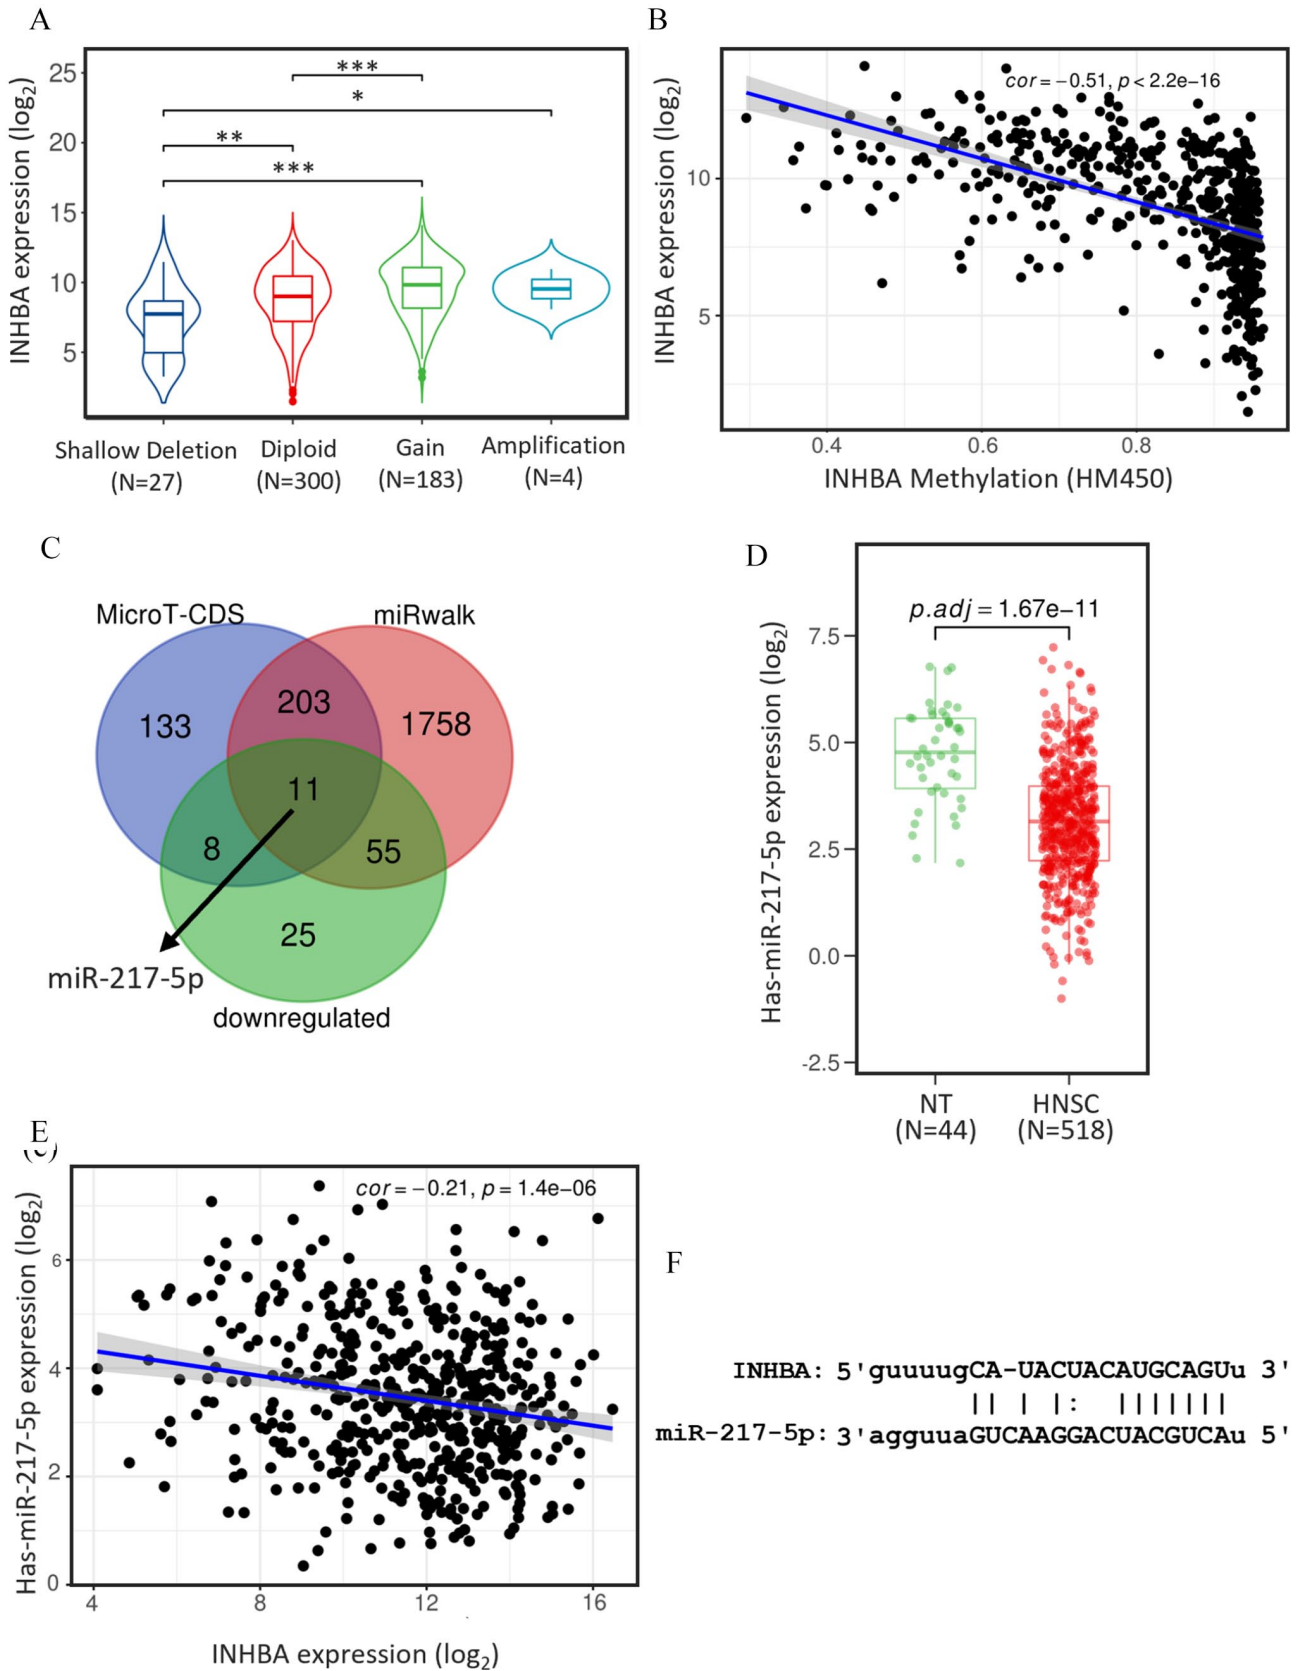 A
INHBA expression (log2)
25
20
15
10
5
***
*
**
***
Shallow Deletion
(N=27)
Diploid
(N=300)
Gain
(N=183)
Amplification
(N=4)
B
INHBA expression (log2)
10
5
cor = −0.51, p < 2.2e−16
0.4
0.6
0.8
INHBA Methylation (HM450)
C
MicroT-CDS
miRwalk
133
203
1758
11
8
55
25
miR-217-5p
downregulated
D
Has-miR-217-5p expression (log2)
7.5
5.0
2.5
0.0
-2.5
p.adj = 1.67e−11
NT
(N=44)
HNSC
(N=518)
E
Has-miR-217-5p expression (log2)
6
4
2
0
cor = −0.21, p = 1.4e−06
4
8
12
16
INHBA expression (log2)
F
INHBA: 5'guuuugCA-UACUACAUGCAGUu 3'
miR-217-5p: 3'agguuaGUCAAGGACUACGUCAu 5'